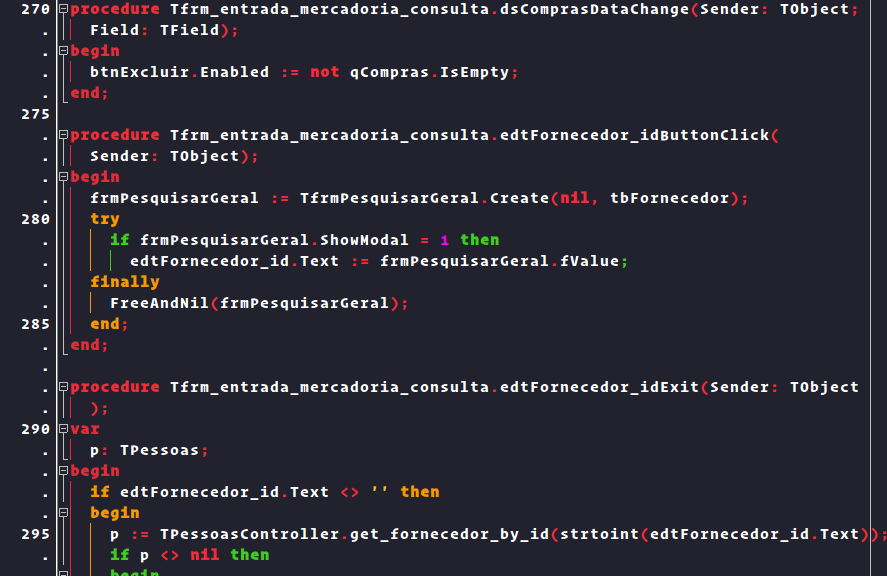 270 procedure Tfrm_entrada_mercadoria_consulta.dsComprasDataChange(Sender: TObject;
. Field: TField);
. begin
. btnExcluir.Enabled := not qCompras.IsEmpty;
. end;
275
. procedure Tfrm_entrada_mercadoria_consulta.edtFornecedor_idButtonClick(
. Sender: TObject);
. begin
. frmPesquisarGeral := TfrmPesquisarGeral.Create(nil, tbFornecedor);
280 try
. if frmPesquisarGeral.ShowModal = 1 then
. edtFornecedor_id.Text := frmPesquisarGeral.fValue;
. finally
. FreeAndNil(frmPesquisarGeral);
285 end;
. end;
.
. procedure Tfrm_entrada_mercadoria_consulta.edtFornecedor_idExit(Sender: TObject
. );
290 var
. p: TPessoas;
. begin
. if edtFornecedor_id.Text <> '' then
. begin
295 p := TPessoasController.get_fornecedor_by_id(strtoint(edtFornecedor_id.Text));
. if p <> nil then
begin